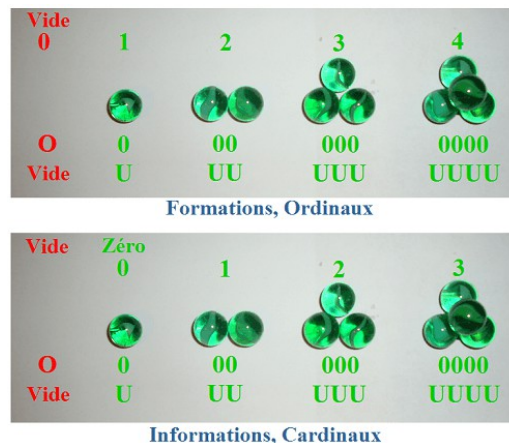 Vide
0 1 2 3 4
O 0 00 000 0000
Vide U UU UUU UUUU
Formations, Ordinaux
Vide Zéro
0 1 2 3
O 0 00 000 0000
Vide U UU UUU UUUU
Informations, Cardinaux